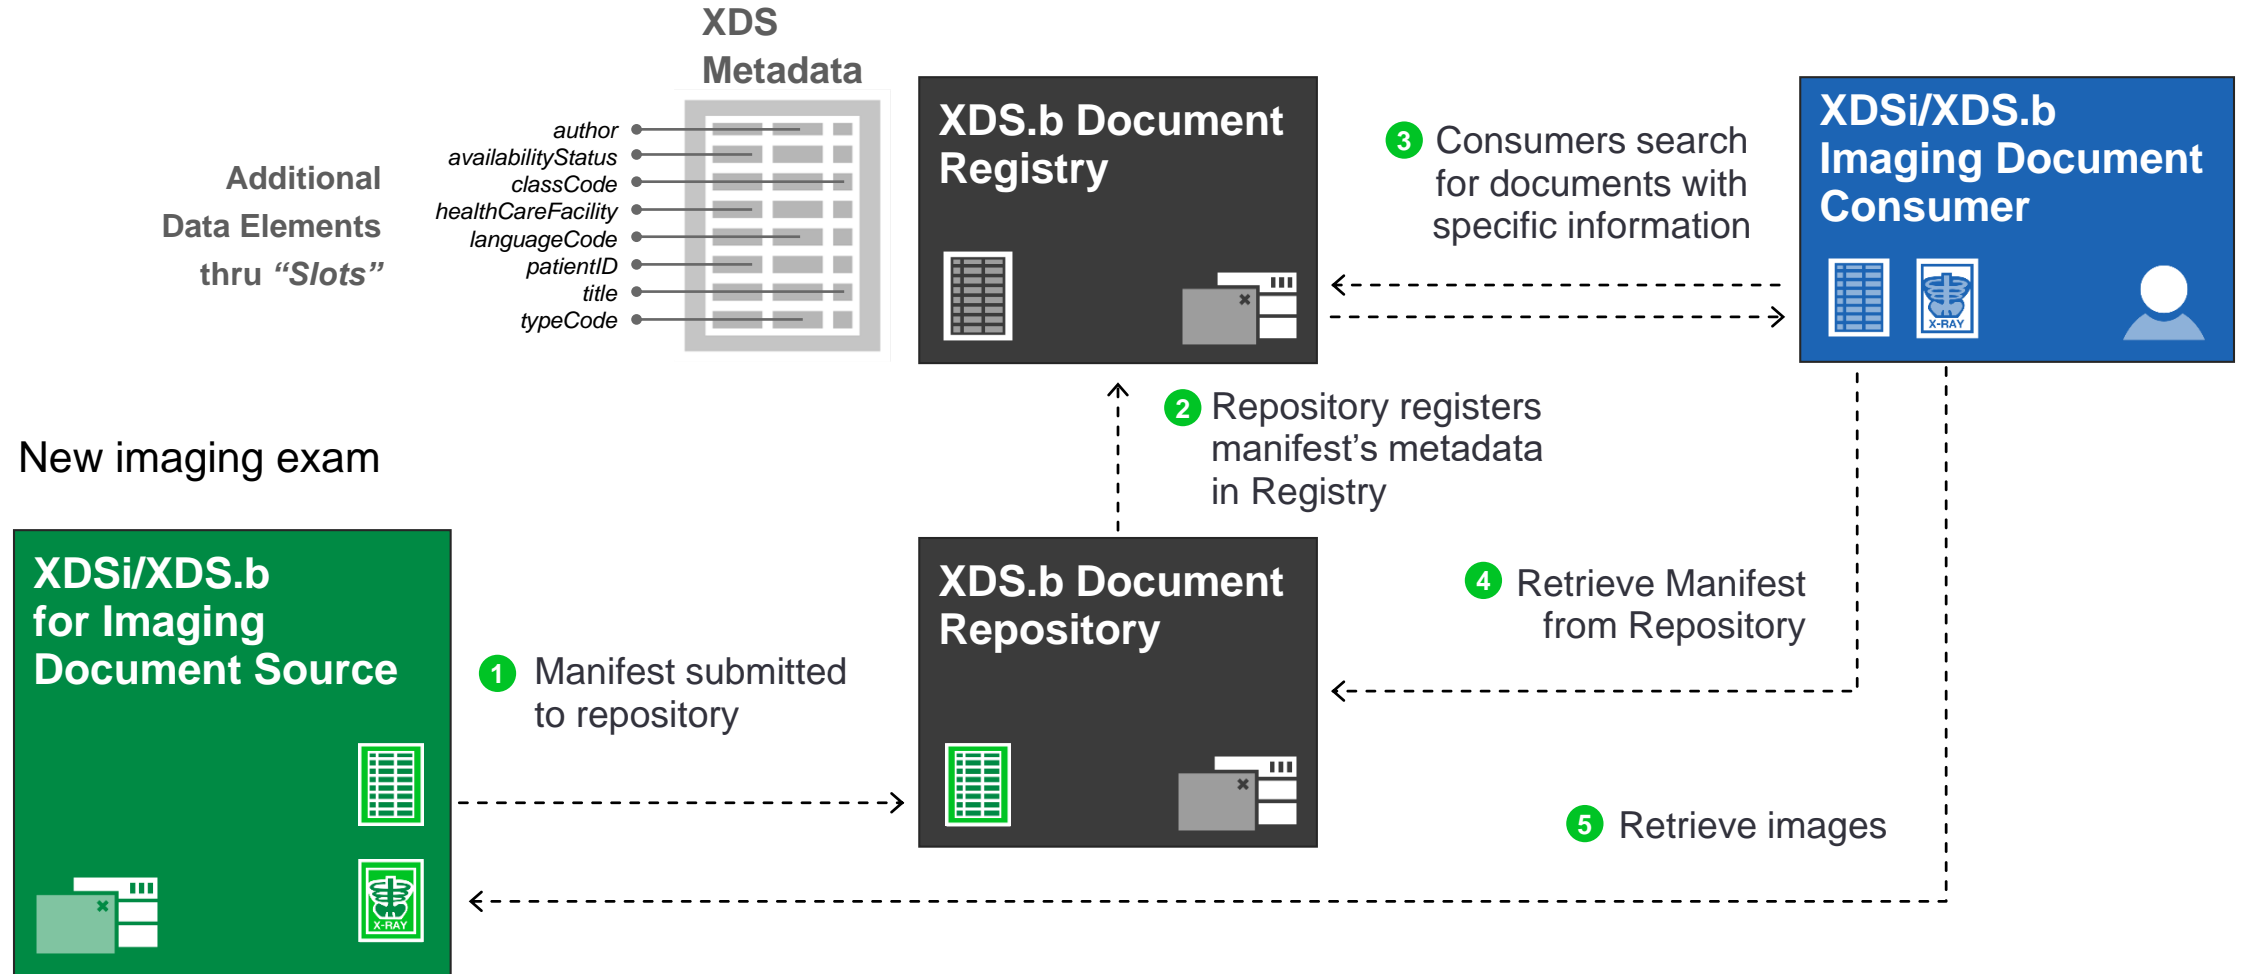 XDS
Metadata
author
availabilityStatus
classCode
healthCareFacility
languageCode
patientID
title
typeCode
Additional
Data Elements
thru “Slots”
XDS.b Document
Registry
3 Consumers search
for documents with
specific information
XDSi/XDS.b
Imaging Document
Consumer
X-RAY
2 Repository registers
manifest’s metadata
in Registry
New imaging exam
XDSi/XDS.b
for Imaging
Document Source
X-RAY
1 Manifest submitted
to repository
XDS.b Document
Repository
4 Retrieve Manifest
from Repository
5 Retrieve images